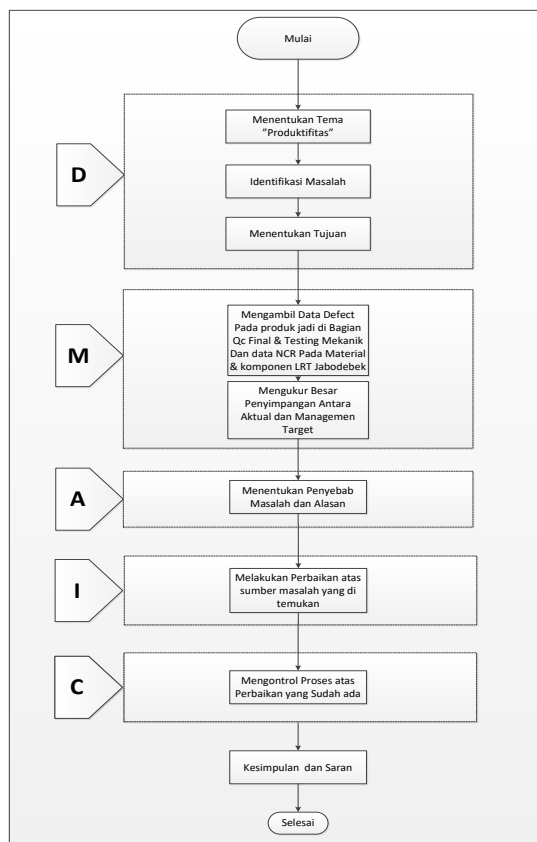 Mulai
D
Menentukan Tema
"Produktifitas"
Identifikasi Masalah
Menentukan Tujuan
M
Mengambil Data Defect
Pada produk jadi di Bagian
Qc Final & Testing Mekanik
Dan data NCR Pada Material
& komponen LRT Jabodebek
Mengukur Besar
Penyimpangan Antara
Aktual dan Managemen
Target
A
Menentukan Penyebab
Masalah dan Alasan
I
Melakukan Perbaikan atas
sumber masalah yang di
temukan
C
Mengontrol Proses atas
Perbaikan yang Sudah ada
Kesimpulan dan Saran
Selesai